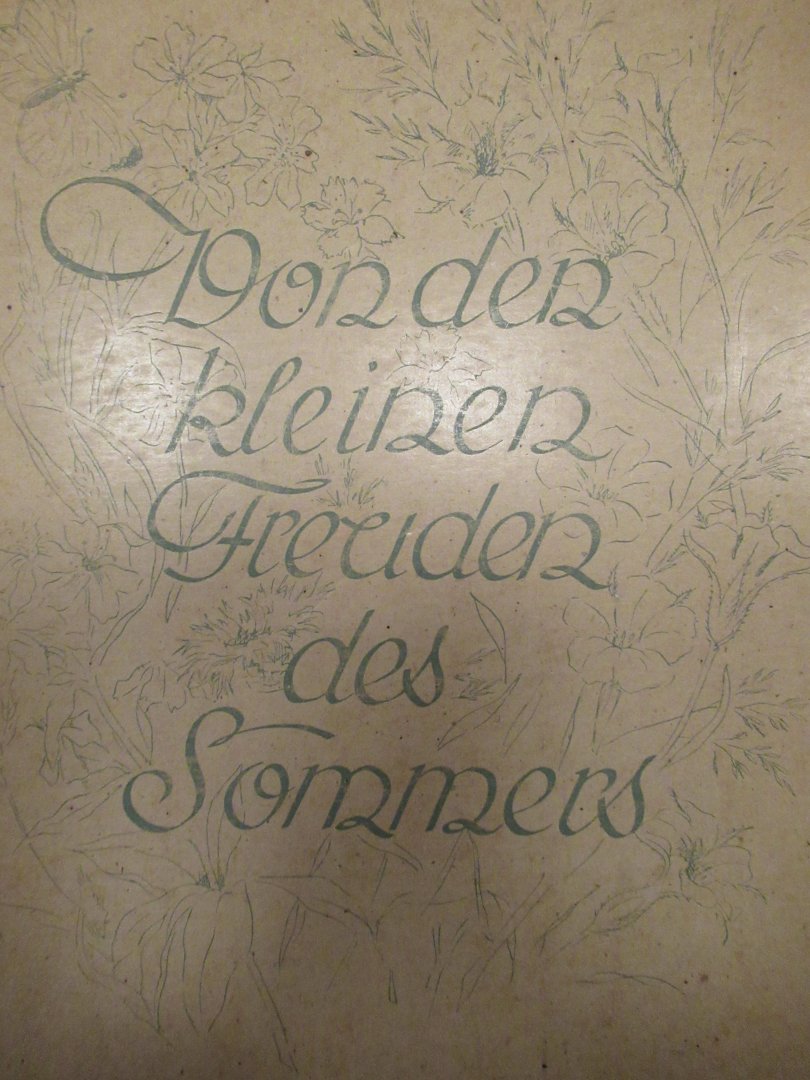 Von den
kleinen
Freuden
des
Sommers